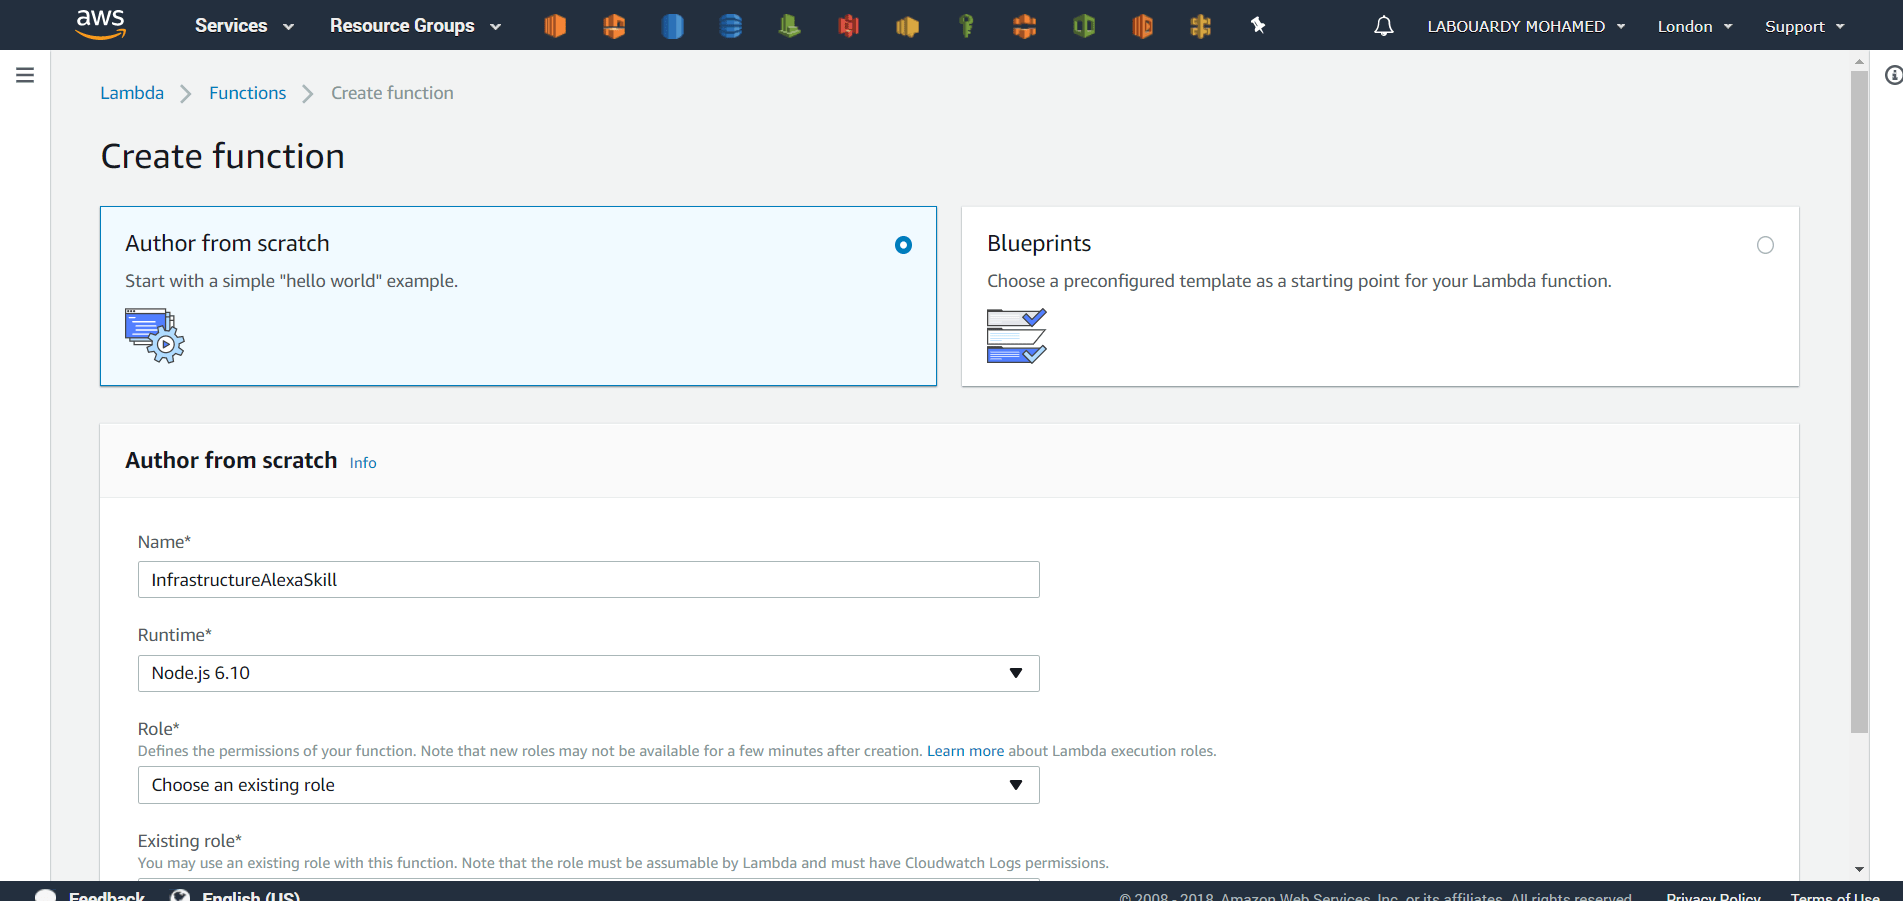 aws Services Resource Groups LABOUARDY MOHAMED London Support
Lambda Functions Create function
Create function
Author from scratch
Start with a simple "hello world" example.
Blueprints
Choose a preconfigured template as a starting point for your Lambda function.
Author from scratch Info
Name*
InfrastructureAlexaSkill
Runtime*
Node.js 6.10
Role*
Defines the permissions of your function. Note that new roles may not be available for a few minutes after creation. Learn more about Lambda execution roles.
Choose an existing role
Existing role*
You may use an existing role with this function. Note that the role must be assumable by Lambda and must have Cloudwatch Logs permissions.
Feedback English (US) © 2008 - 2018, Amazon Web Services, Inc. or its affiliates. All rights reserved. Privacy Policy Terms of Use